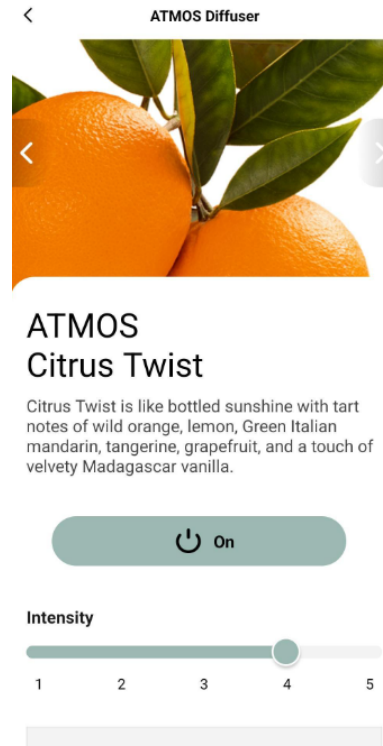 ATMOS Diffuser
ATMOS
Citrus Twist
Citrus Twist is like bottled sunshine with tart
notes of wild orange, lemon, Green Italian
mandarin, tangerine, grapefruit, and a touch of
velvety Madagascar vanilla.
On
Intensity
1 2 3 4 5